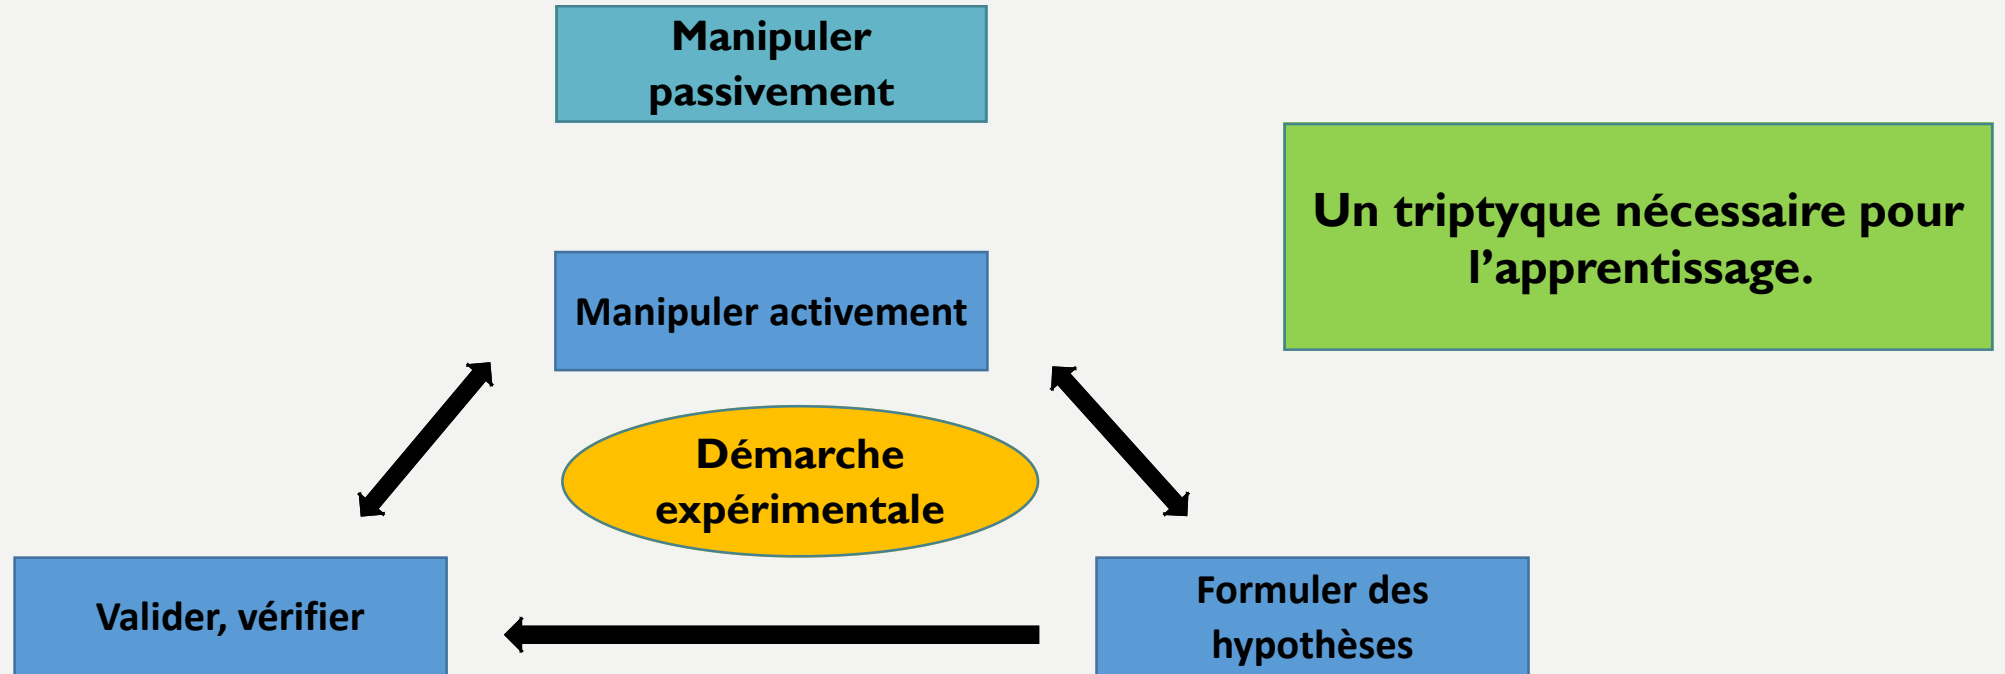 Manipuler
passivement
Un triptyque nécessaire pour
l’apprentissage.
Manipuler activement
Démarche
expérimentale
Valider, vérifier
Formuler des
hypothèses